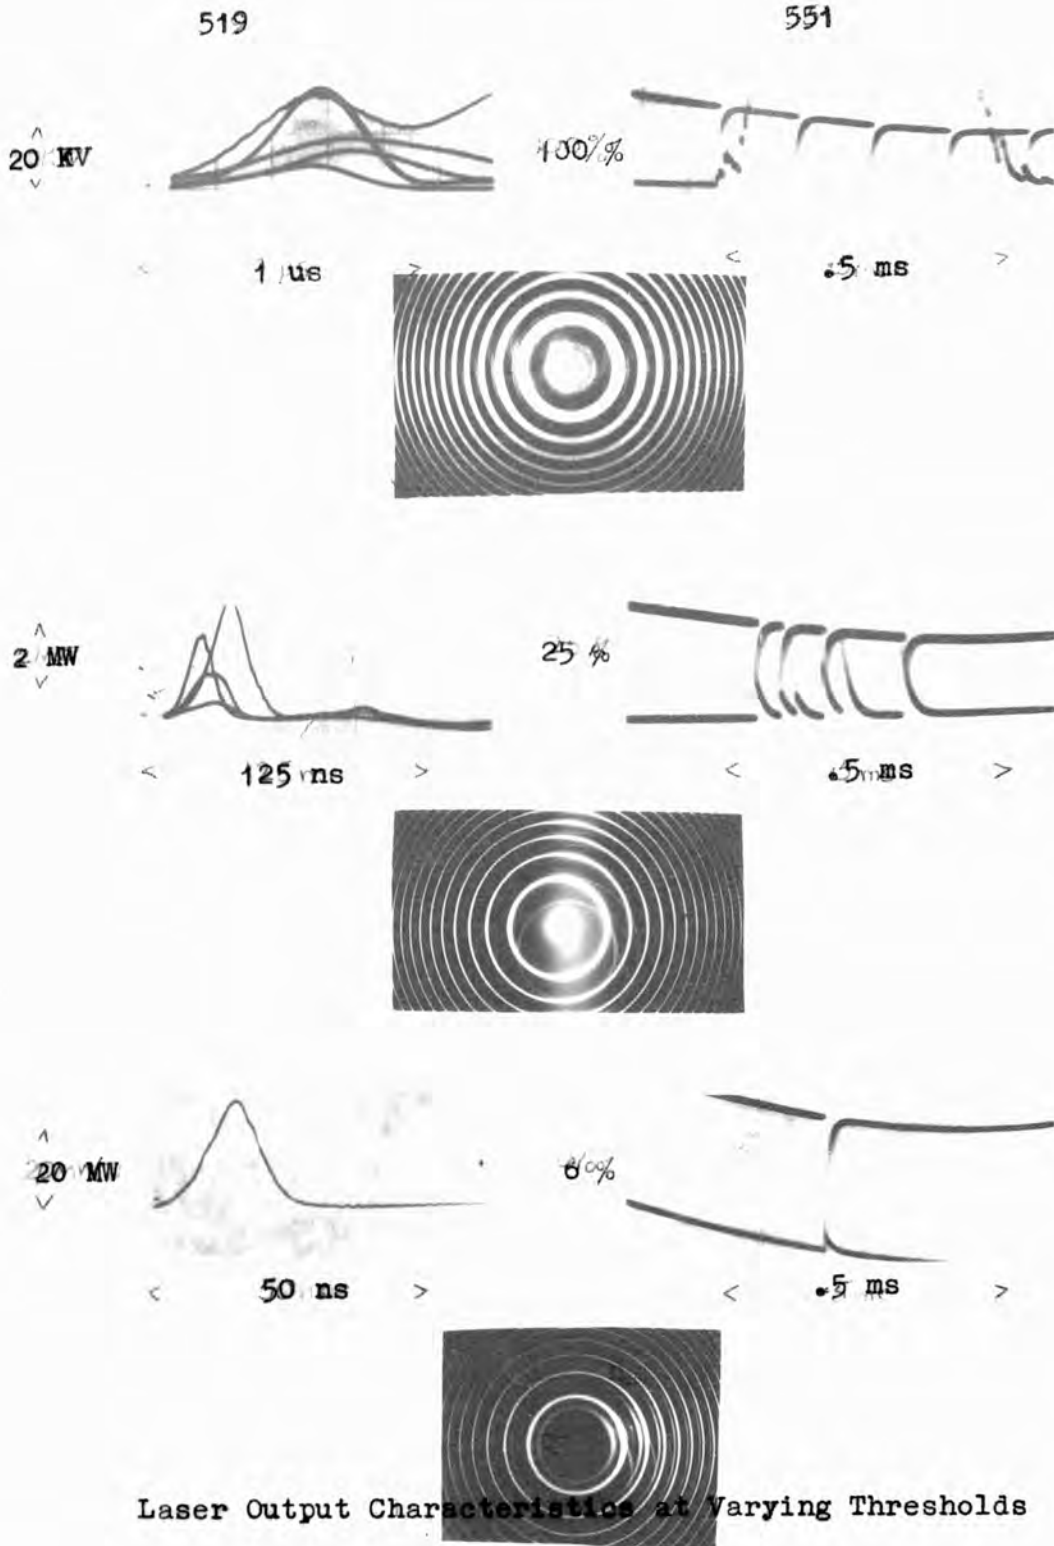 519 551
20 KV 100%
1 us .5 ms
2 MW 25 %
125 ns .5 ms
20 MW 6 %
50 ns .5 ms
Laser Output Characteristics at Varying Thresholds